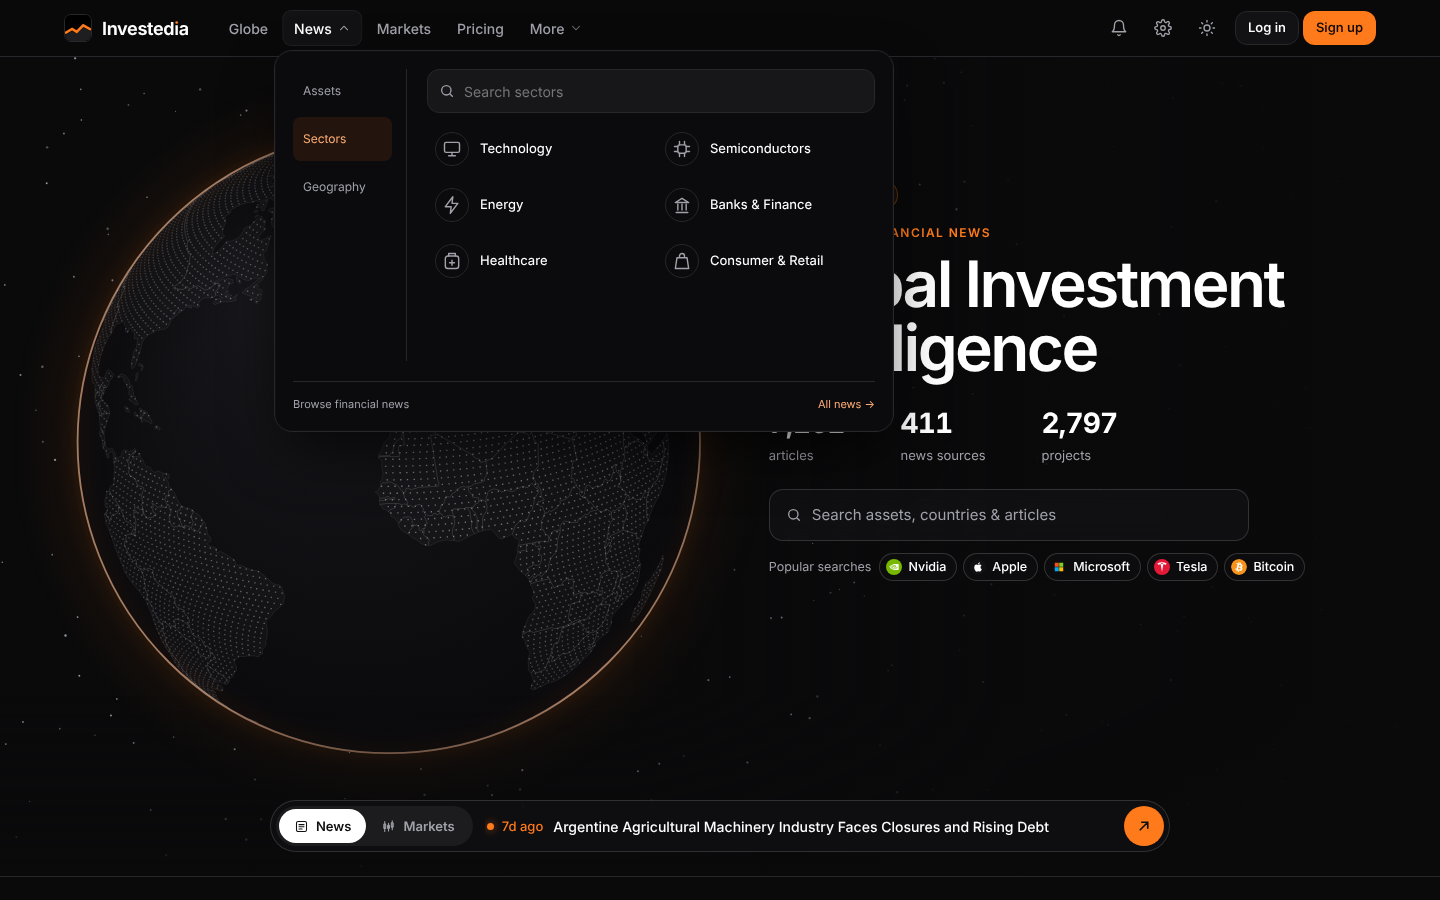 Investedia
Globe
News
Markets
Pricing
More
Log in
Sign up
Assets
Sectors
Geography
Search sectors
Technology
Semiconductors
Energy
Banks & Finance
Healthcare
Consumer & Retail
Browse financial news
All news →
NEWS
Investment
411
2,797
articles
news sources
projects
Search assets, countries & articles
Popular searches
Nvidia
Apple
Microsoft
Tesla
Bitcoin
News
Markets
7d ago
Argentine Agricultural Machinery Industry Faces Closures and Rising Debt